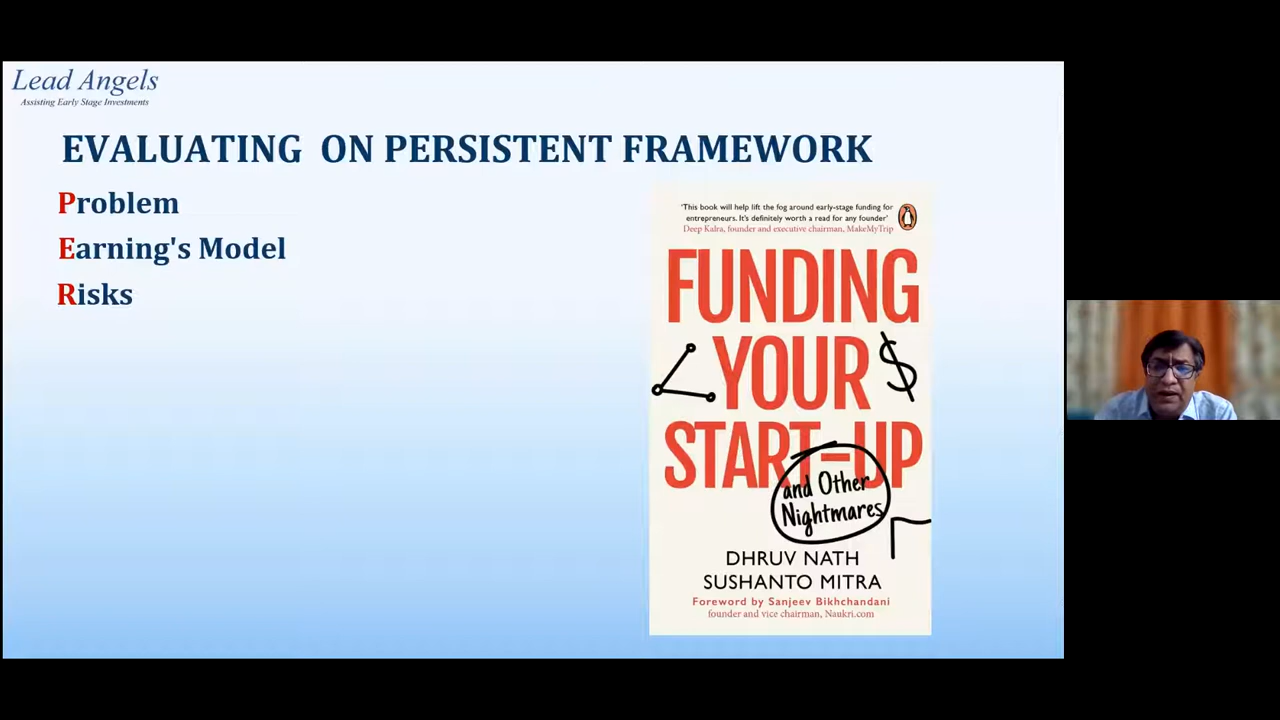 Lead Angels
Assisting Early Stage Investments
EVALUATING ON PERSISTENT FRAMEWORK
Problem
Earning's Model
Risks
'This book will help lift the fog around early-stage funding for
entrepreneurs. It's definitely worth a read for any founder'
Deep Kalra, founder and executive chairman, MakeMyTrip
FUNDING
YOUR
START-UP
and Other
Nightmares
DHRUV NATH
SUSHANTO MITRA
Foreword by Sanjeev Bikhchandani
founder and vice chairman, Naukri.com